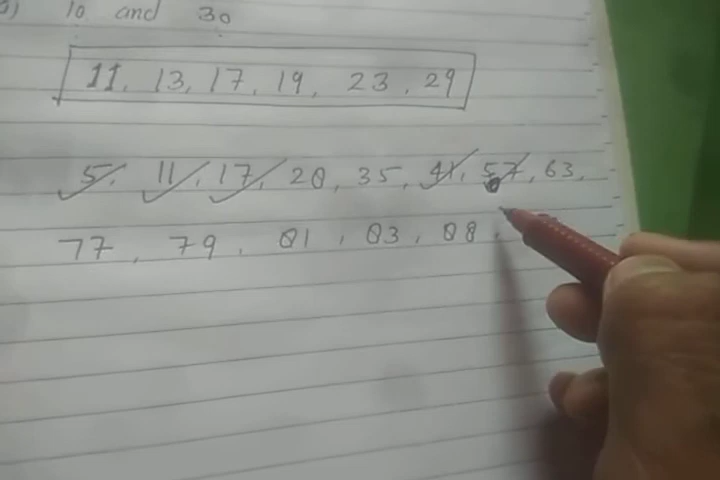 a) 10 and 30
11, 13, 17, 19, 23, 29
5, 11, 17, 20, 35, 41, 57, 63,
77, 79, 81, 83, 88,